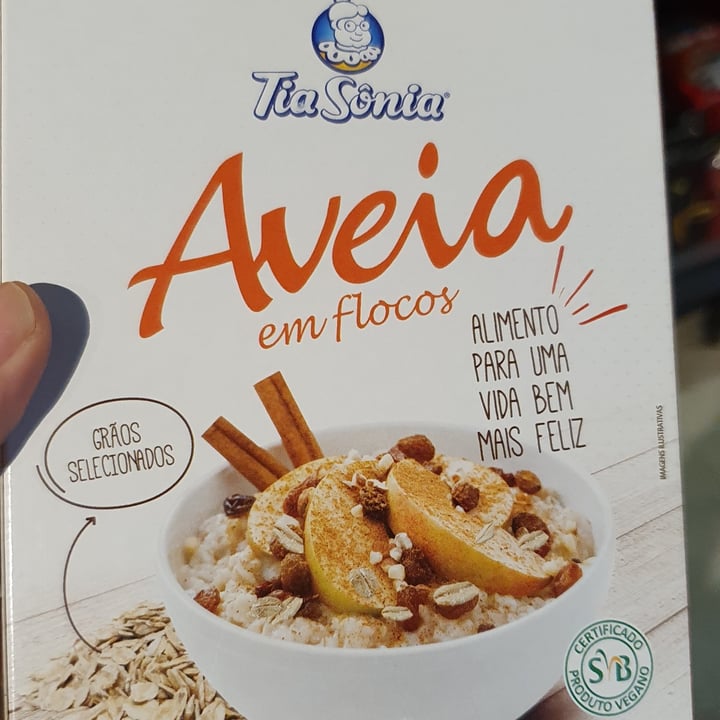 Tia Sônia®
Aveia
em flocos
ALIMENTO
PARA UMA
VIDA BEM
MAIS FELIZ
GRÃOS
SELECIONADOS
IMAGENS ILUSTRATIVAS
CERTIFICADO
SVB
PRODUTO VEGANO